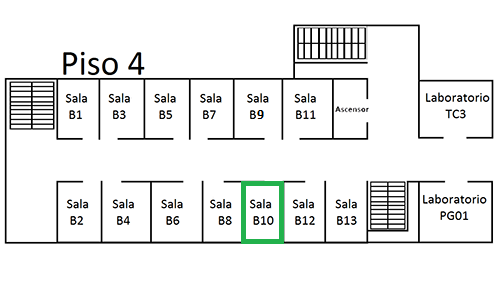 Piso 4
Sala
B1
Sala
B3
Sala
B5
Sala
B7
Sala
B9
Sala
B11
Ascensor
Laboratorio
TC3
Sala
B2
Sala
B4
Sala
B6
Sala
B8
Sala
B10
Sala
B12
Sala
B13
Laboratorio
PG01